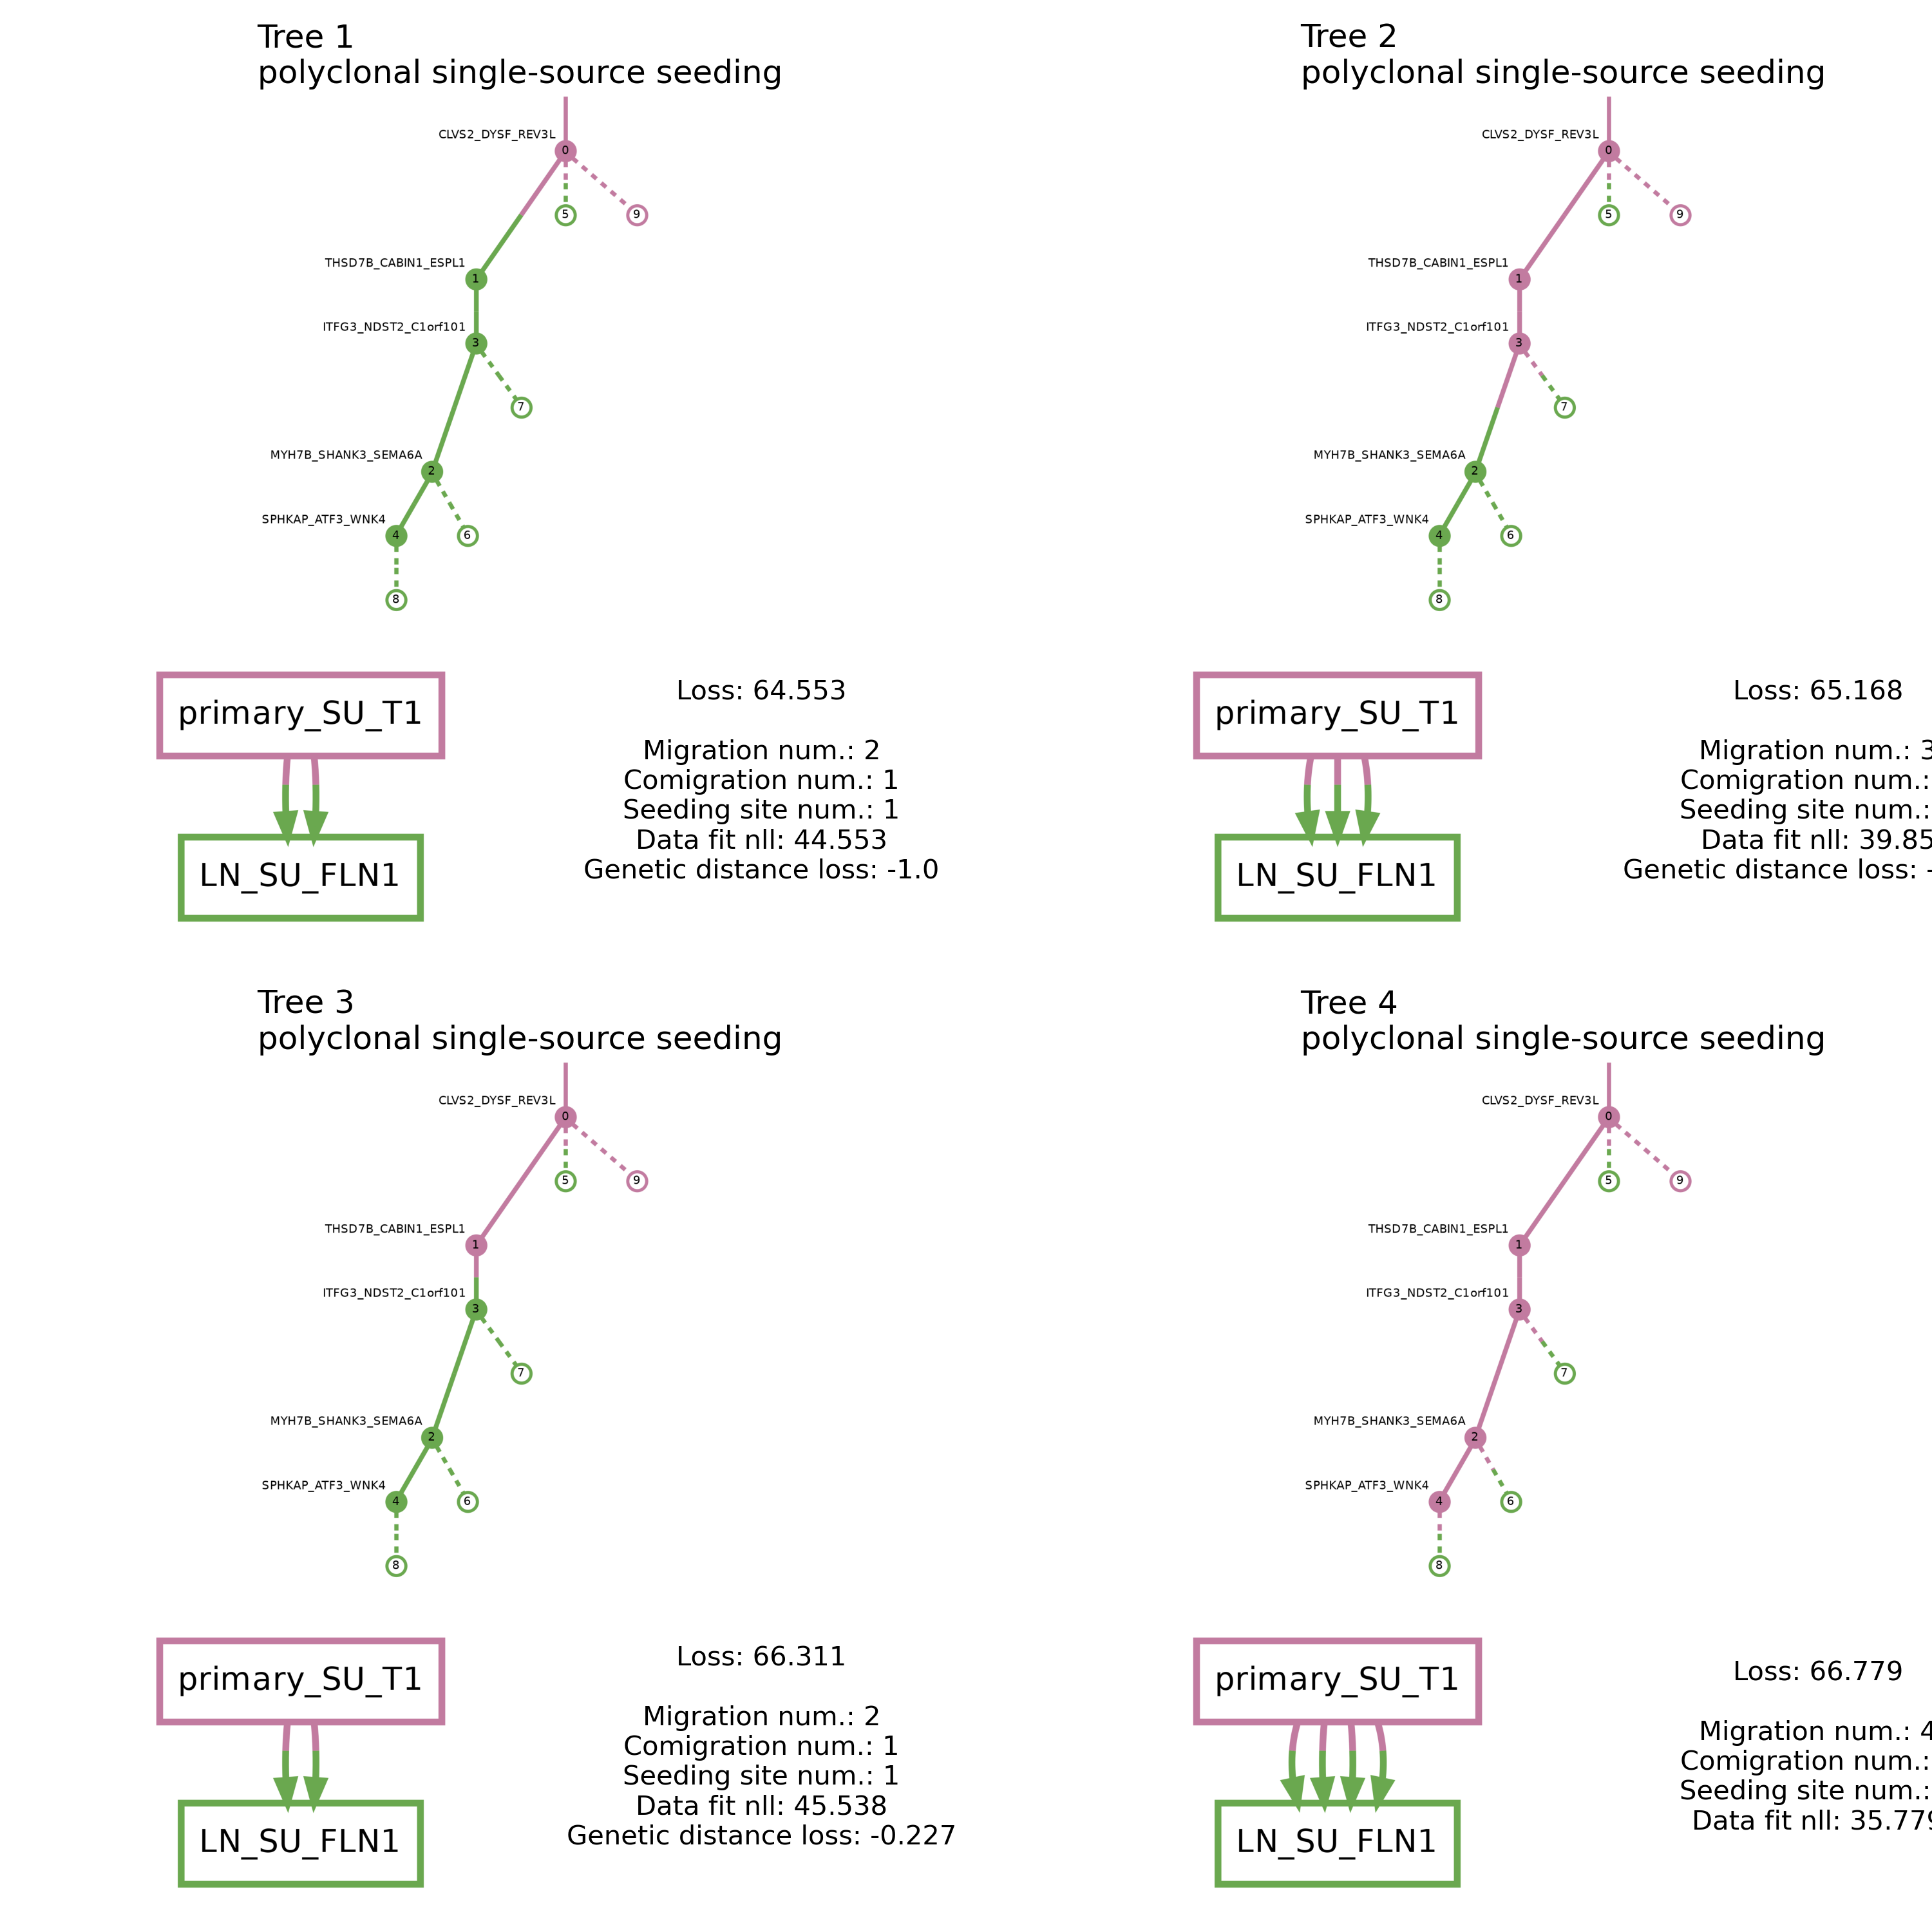 Tree 1
polyclonal single-source seeding
CLVS2_DYSF_REV3L
0
5
9
THSD7B_CABIN1_ESPL1
1
ITFG3_NDST2_C1orf101
3
7
MYH7B_SHANK3_SEMA6A
2
SPHKAP_ATF3_WNK4
4
6
8
primary_SU_T1
LN_SU_FLN1
Loss: 64.553
Migration num.: 2
Comigration num.: 1
Seeding site num.: 1
Data fit nll: 44.553
Genetic distance loss: -1.0
Tree 2
polyclonal single-source seeding
CLVS2_DYSF_REV3L
0
5
9
THSD7B_CABIN1_ESPL1
1
ITFG3_NDST2_C1orf101
3
7
MYH7B_SHANK3_SEMA6A
2
SPHKAP_ATF3_WNK4
4
6
8
primary_SU_T1
LN_SU_FLN1
Loss: 65.168
Migration num.: 3
Comigration num.:
Seeding site num.:
Data fit nll: 39.85
Genetic distance loss: -
Tree 3
polyclonal single-source seeding
CLVS2_DYSF_REV3L
0
5
9
THSD7B_CABIN1_ESPL1
1
ITFG3_NDST2_C1orf101
3
7
MYH7B_SHANK3_SEMA6A
2
SPHKAP_ATF3_WNK4
4
6
8
primary_SU_T1
LN_SU_FLN1
Loss: 66.311
Migration num.: 2
Comigration num.: 1
Seeding site num.: 1
Data fit nll: 45.538
Genetic distance loss: -0.227
Tree 4
polyclonal single-source seeding
CLVS2_DYSF_REV3L
0
5
9
THSD7B_CABIN1_ESPL1
1
ITFG3_NDST2_C1orf101
3
7
MYH7B_SHANK3_SEMA6A
2
SPHKAP_ATF3_WNK4
4
6
8
primary_SU_T1
LN_SU_FLN1
Loss: 66.779
Migration num.: 4
Comigration num.:
Seeding site num.:
Data fit nll: 35.779